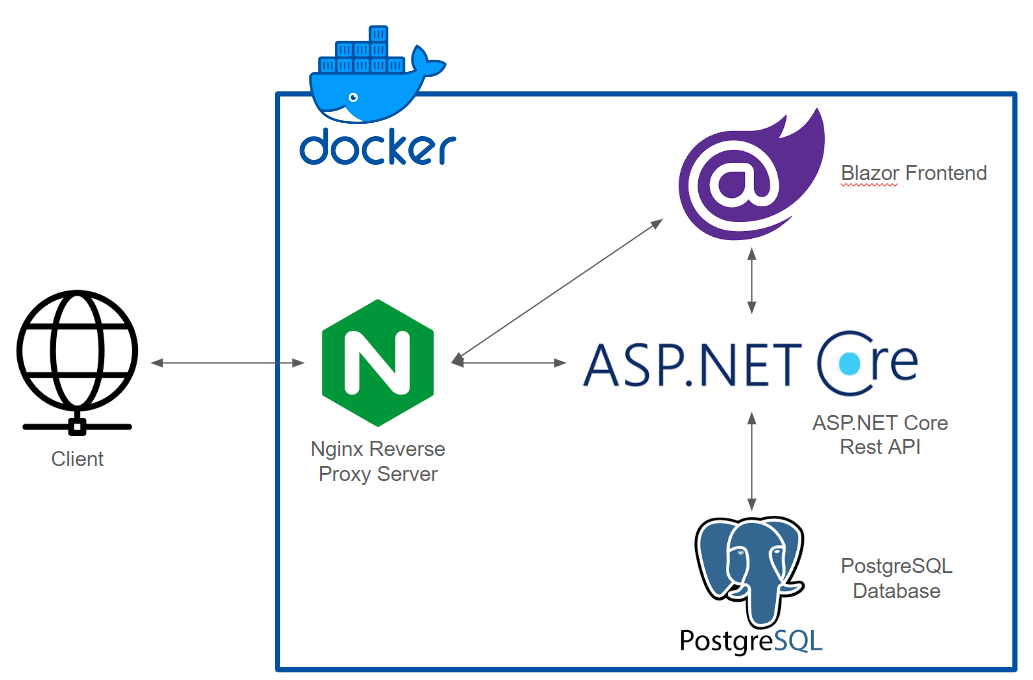 docker
Blazor Frontend
ASP.NET Core
ASP.NET Core
Rest API
N
Nginx Reverse
Proxy Server
Client
PostgreSQL
Database
PostgreSQL
@